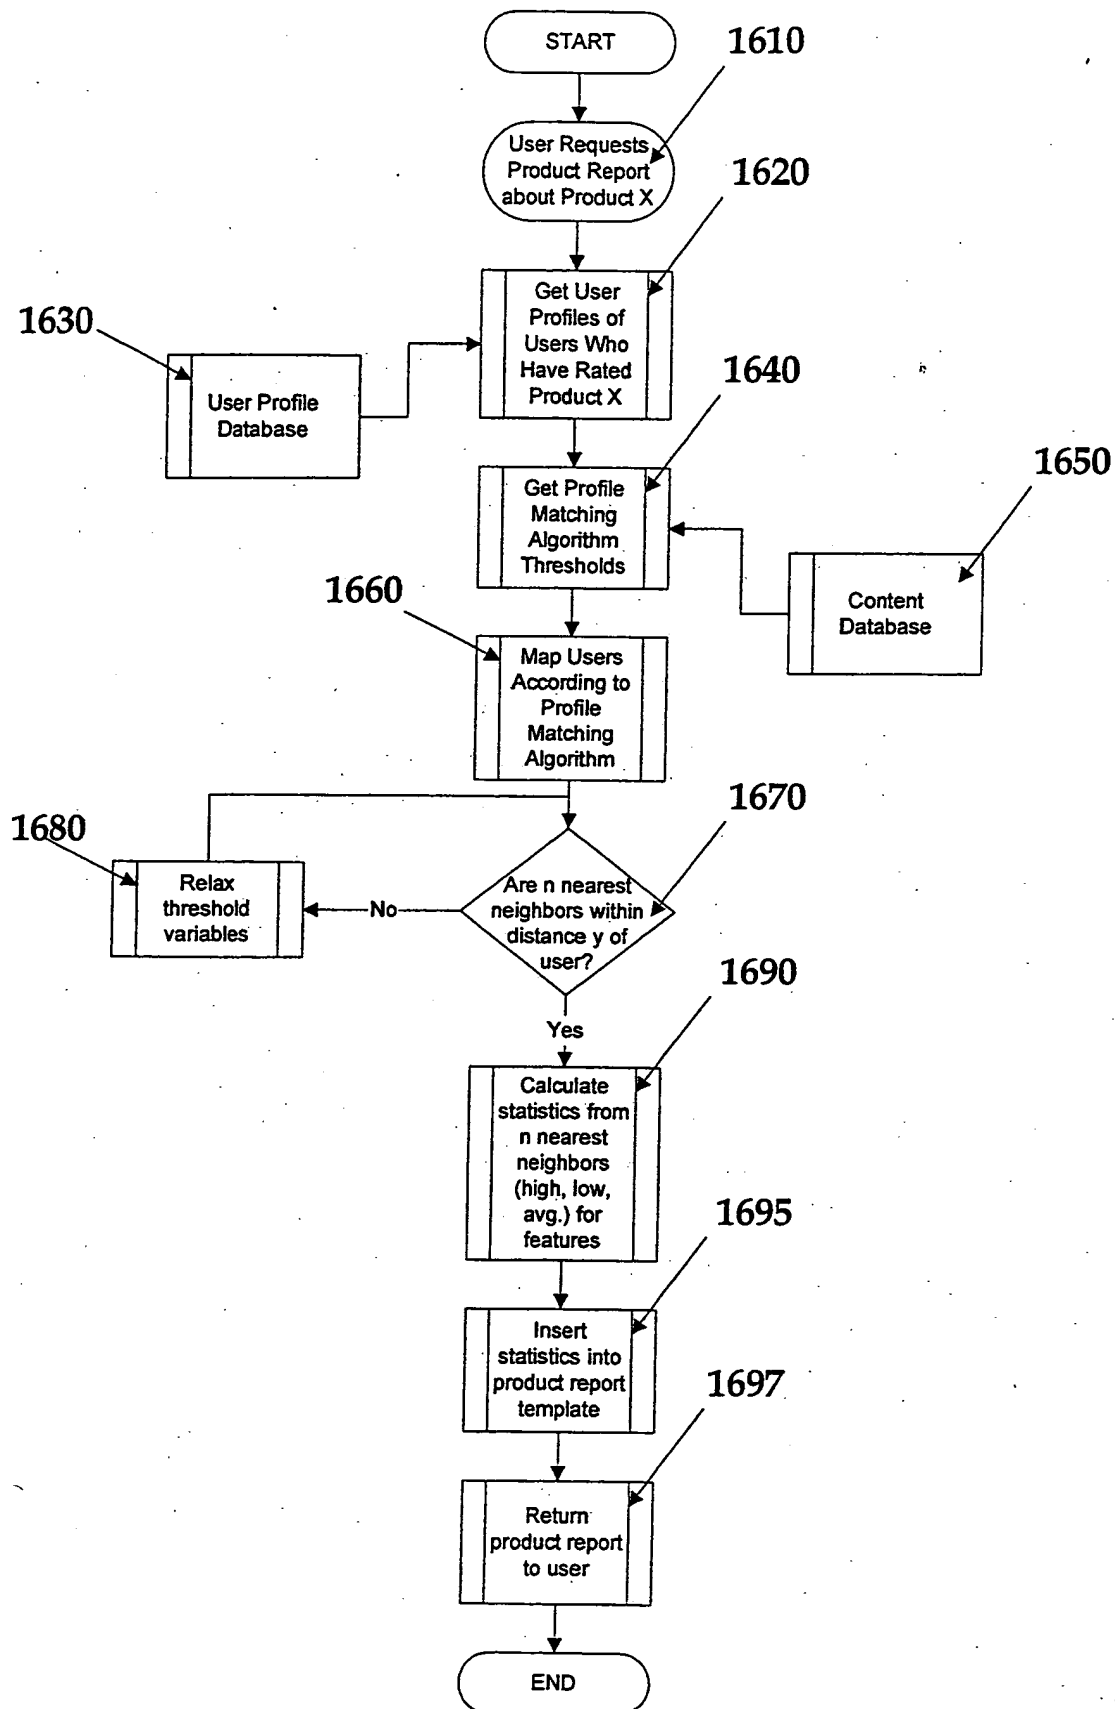 START
1610
User Requests
Product Report
about Product X
1620
Get User
Profiles of
Users Who
Have Rated
Product X
1630
User Profile
Database
1640
Get Profile
Matching
Algorithm
Thresholds
1650
Content
Database
1660
Map Users
According to
Profile
Matching
Algorithm
1670
Are n nearest
neighbors within
distance y of
user?
No
1680
Relax
threshold
variables
Yes
1690
Calculate
statistics from
n nearest
neighbors
(high, low,
avg.) for
features
1695
Insert
statistics into
product report
template
1697
Return
product report
to user
END